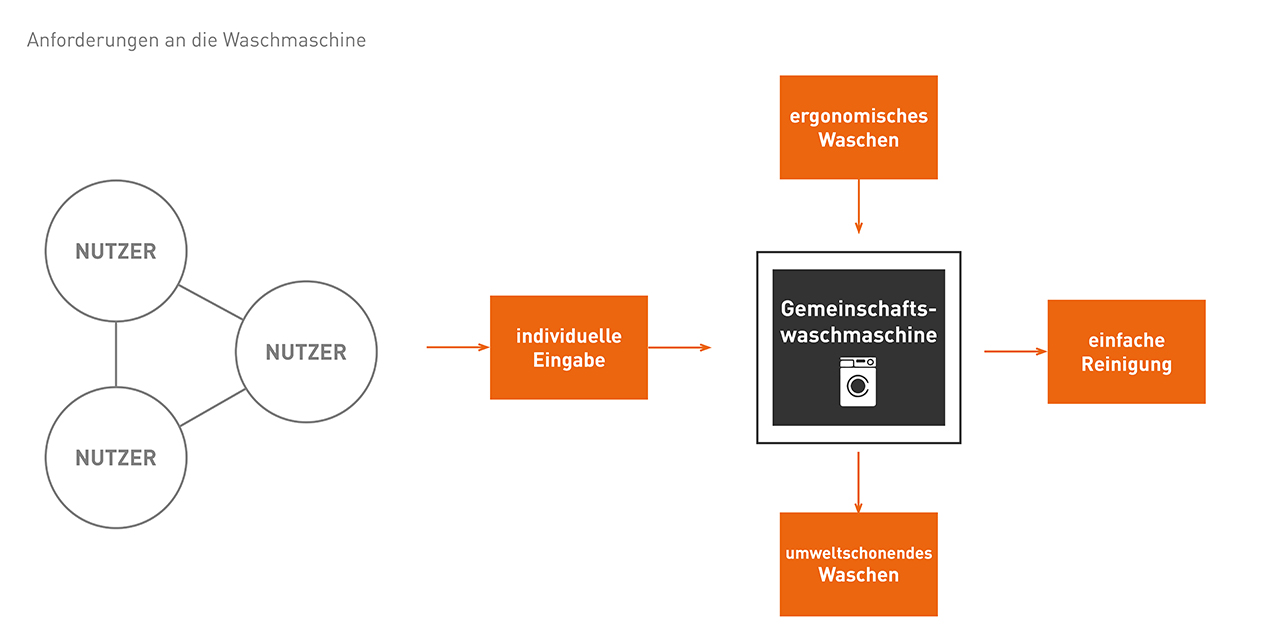 Anforderungen an die Waschmaschine
ergonomisches
Waschen
NUTZER
NUTZER
NUTZER
individuelle
Eingabe
Gemeinschafts-
waschmaschine
einfache
Reinigung
umweltschonendes
Waschen